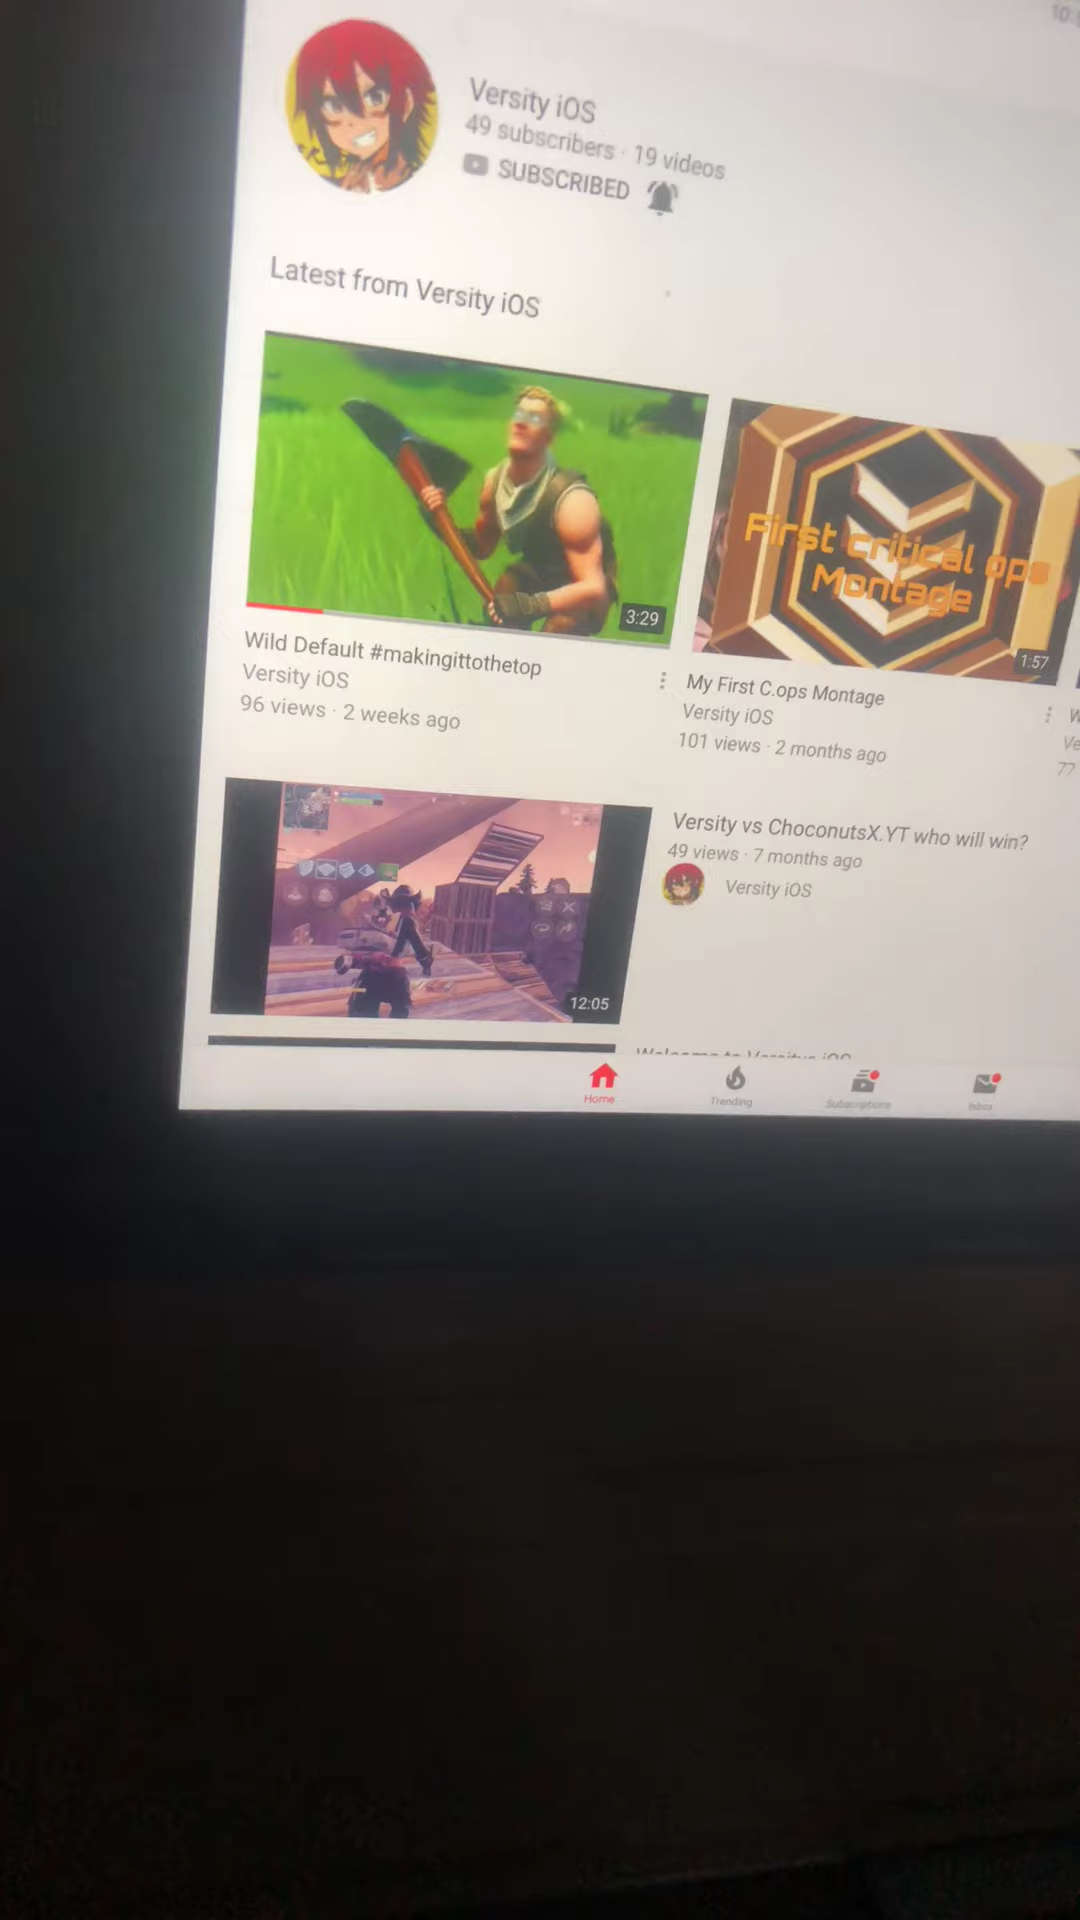 10:
Versity iOS
49 subscribers · 19 videos
SUBSCRIBED
Latest from Versity iOS
3:29
First critical ops
Montage
1:57
Wild Default #makingittothetop
Versity iOS
96 views · 2 weeks ago
My First C.ops Montage
Versity iOS
101 views · 2 months ago
W
Ve
77
12:05
Versity vs ChoconutsX.YT who will win?
49 views · 7 months ago
Versity iOS
Home
Trending
Subscriptions
Inbox